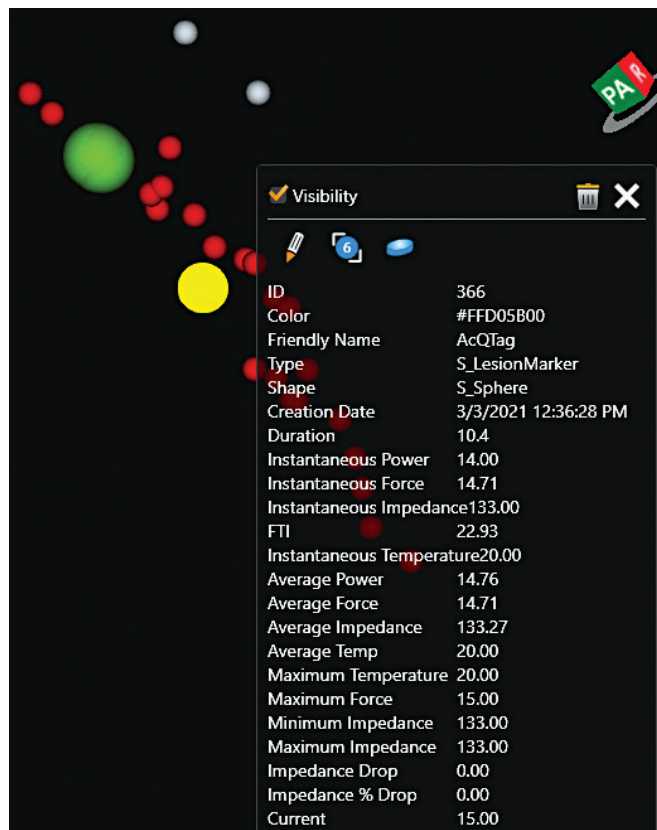 PA R
Visibility
6
ID 366
Color #FFD05B00
Friendly Name AcQTag
Type S_LesionMarker
Shape S_Sphere
Creation Date 3/3/2021 12:36:28 PM
Duration 10.4
Instantaneous Power 14.00
Instantaneous Force 14.71
Instantaneous Impedance133.00
FTI 22.93
Instantaneous Temperature20.00
Average Power 14.76
Average Force 14.71
Average Impedance 133.27
Average Temp 20.00
Maximum Temperature 20.00
Maximum Force 15.00
Minimum Impedance 133.00
Maximum Impedance 133.00
Impedance Drop 0.00
Impedance % Drop 0.00
Current 15.00